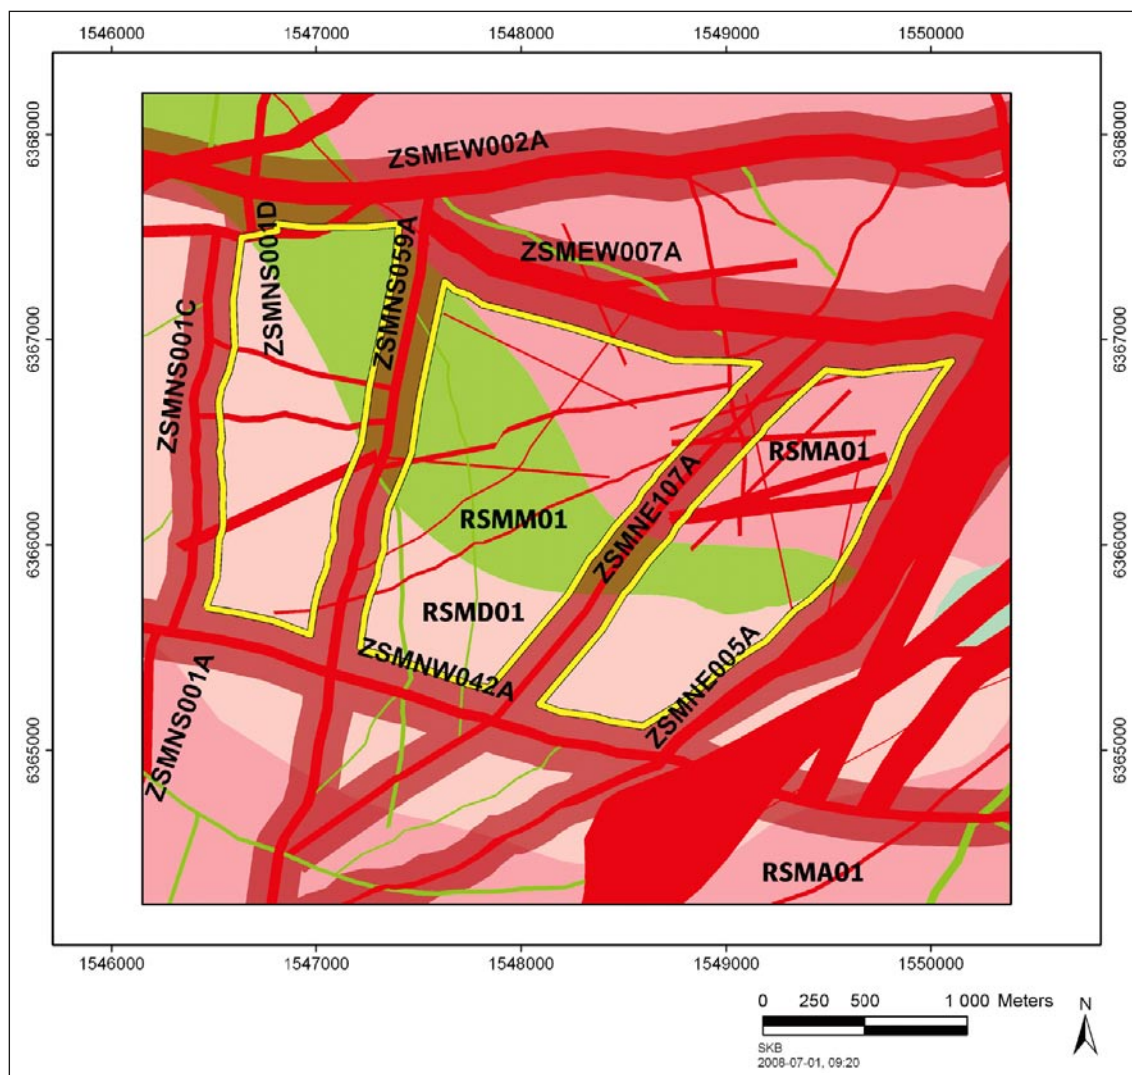 1546000 1547000 1548000 1549000 1550000
6368000 6368000
ZSMEW002A
ZSMNS001D
ZSMNS059A
ZSMEW007A
6367000 6367000
ZSMNS001C
RSMA01
RSMM01
ZSMNE107A
6366000 6366000
RSMD01
ZSMNW042A
ZSMNE005A
ZSMNS001A
6365000 6365000
RSMA01
1546000 1547000 1548000 1549000 1550000
0 250 500 1 000 Meters
N
SKB
2008-07-01, 09:20